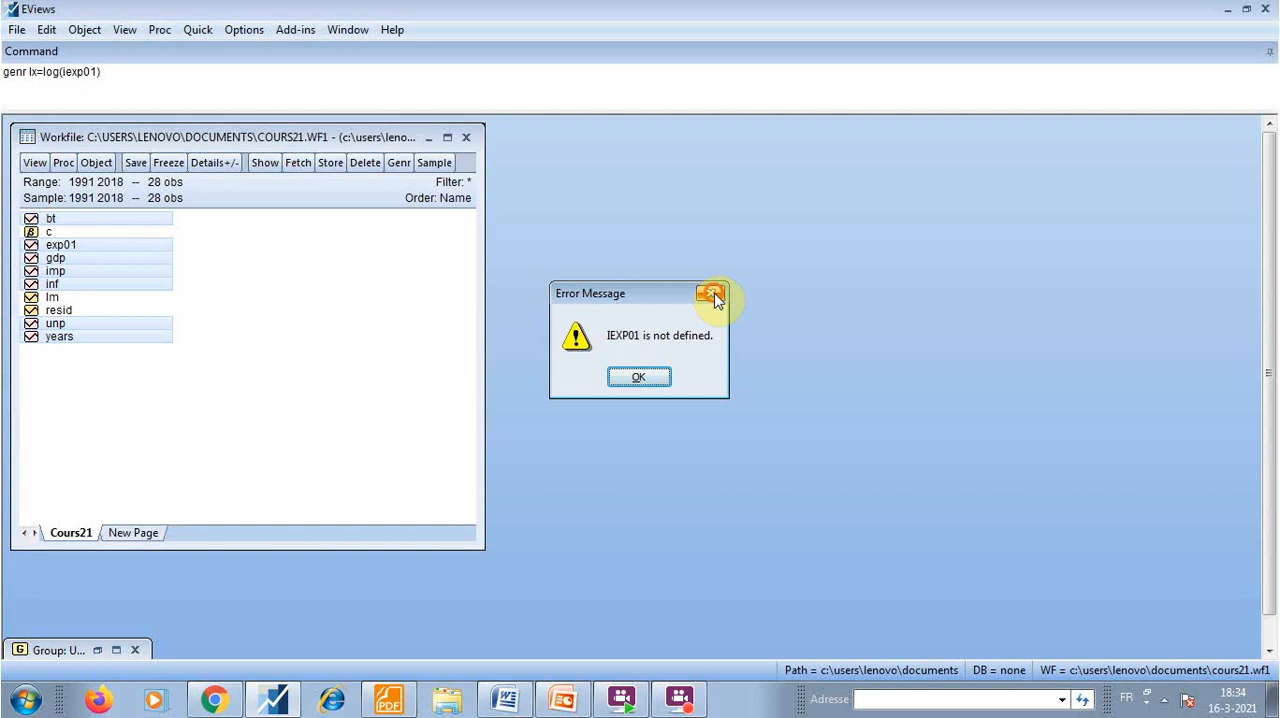 EViews
File Edit Object View Proc Quick Options Add-ins Window Help
Command
genr lx=log(iexp01)
Workfile: C:\USERS\LENOVO\DOCUMENTS\COURS21.WF1 - (c:\users\leno...
View Proc Object Save Freeze Details+/- Show Fetch Store Delete Genr Sample
Range: 1991 2018 -- 28 obs Filter: *
Sample: 1991 2018 -- 28 obs Order: Name
bt
β c
exp01
gdp
imp
inf
lm
resid
unp
years
Error Message
IEXP01 is not defined.
OK
Cours21 New Page
G Group: U...
Path = c:\users\lenovo\documents DB = none WF = c:\users\lenovo\documents\cours21.wf1
PDF Adresse FR 18:34
16-3-2021